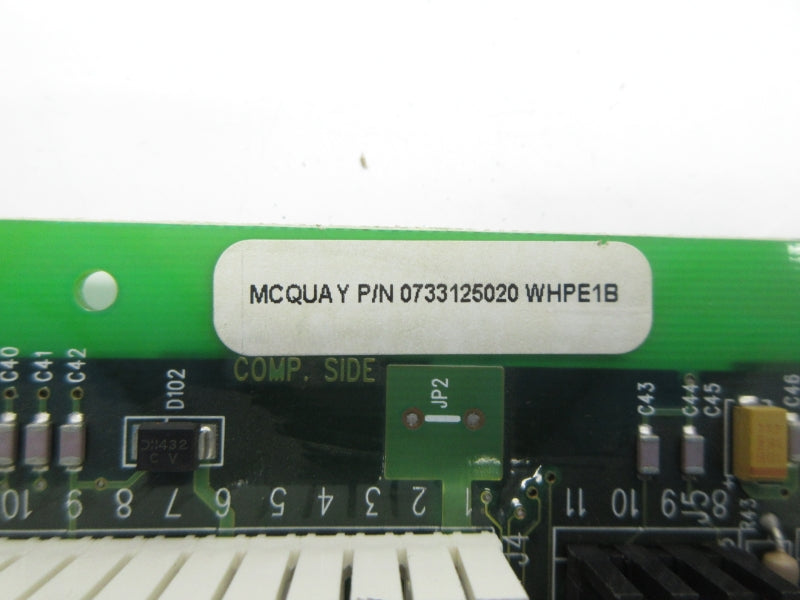 MCQUAY P/N 0733125020 WHPE1B
COMP. SIDE
C40
C41
C42
D102
JP2
C43
C44
C45
C46
432
C V
10 9 8 7 6 5 4 3 2 1
J4
11 10 9 8
J5
R43